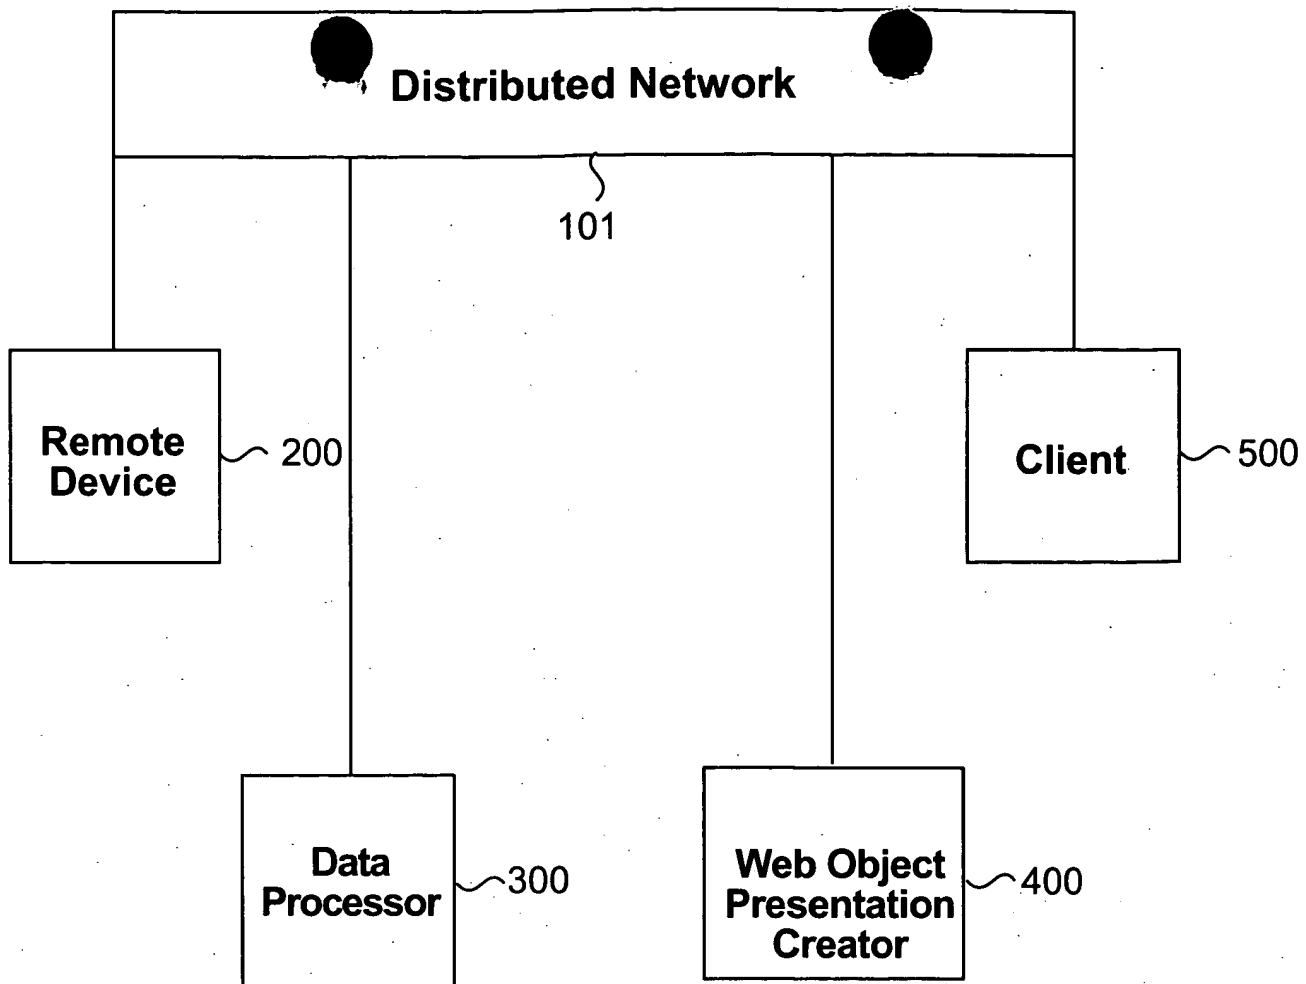 Distributed Network
101
Remote
Device
200
Client
500
Data
Processor
300
Web Object
Presentation
Creator
400